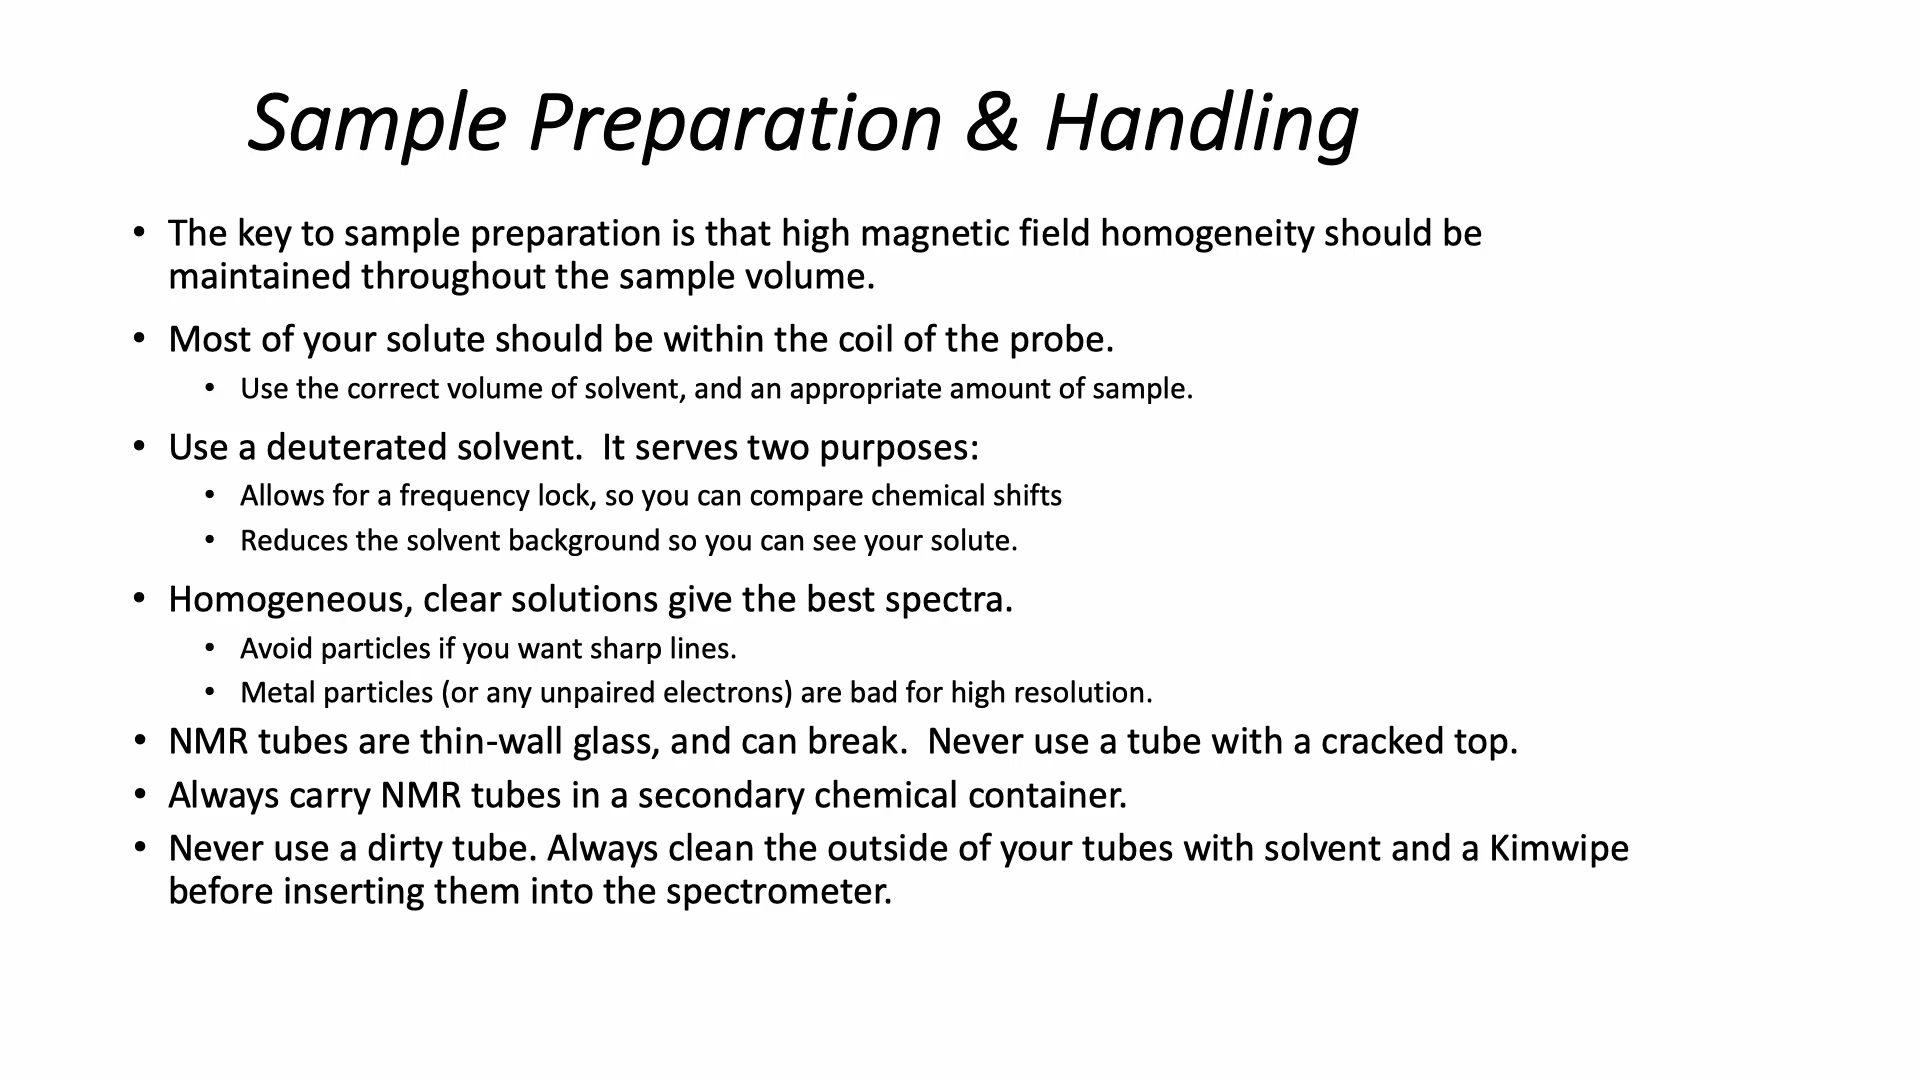 Sample Preparation & Handling
• The key to sample preparation is that high magnetic field homogeneity should be
maintained throughout the sample volume.
• Most of your solute should be within the coil of the probe.
• Use the correct volume of solvent, and an appropriate amount of sample.
• Use a deuterated solvent.  It serves two purposes:
• Allows for a frequency lock, so you can compare chemical shifts
• Reduces the solvent background so you can see your solute.
• Homogeneous, clear solutions give the best spectra.
• Avoid particles if you want sharp lines.
• Metal particles (or any unpaired electrons) are bad for high resolution.
• NMR tubes are thin-wall glass, and can break.  Never use a tube with a cracked top.
• Always carry NMR tubes in a secondary chemical container.
• Never use a dirty tube. Always clean the outside of your tubes with solvent and a Kimwipe
before inserting them into the spectrometer.